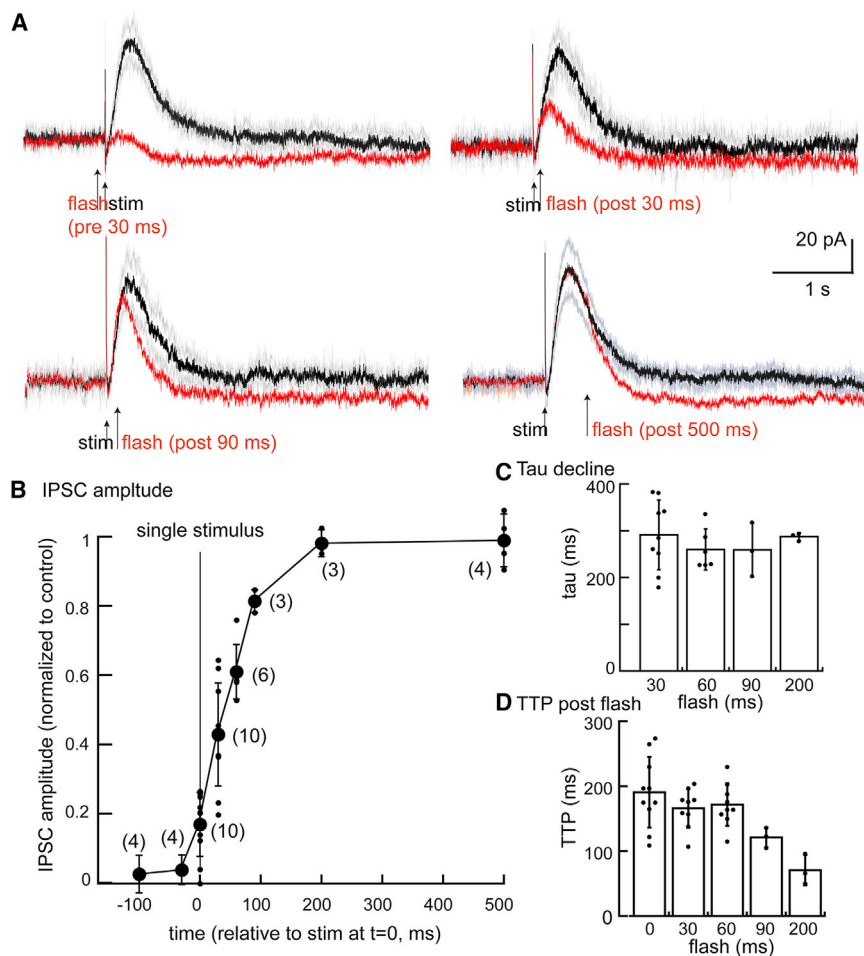 A
flash stim
(pre 30 ms)
stim flash (post 30 ms)
20 pA
1 s
stim flash (post 90 ms)
stim flash (post 500 ms)
B IPSC ampltude
single stimulus
IPSC amplitude (normalized to control)
1
0.8
0.6
0.4
0.2
0
(4)
(4)
(10)
(10)
(6)
(3)
(3)
(4)
-100 0 100 200 300 400 500
time (relative to stim at t=0, ms)
C Tau decline
tau (ms)
400
200
0
30 60 90 200
flash (ms)
D TTP post flash
TTP (ms)
300
200
100
0
0 30 60 90 200
flash (ms)